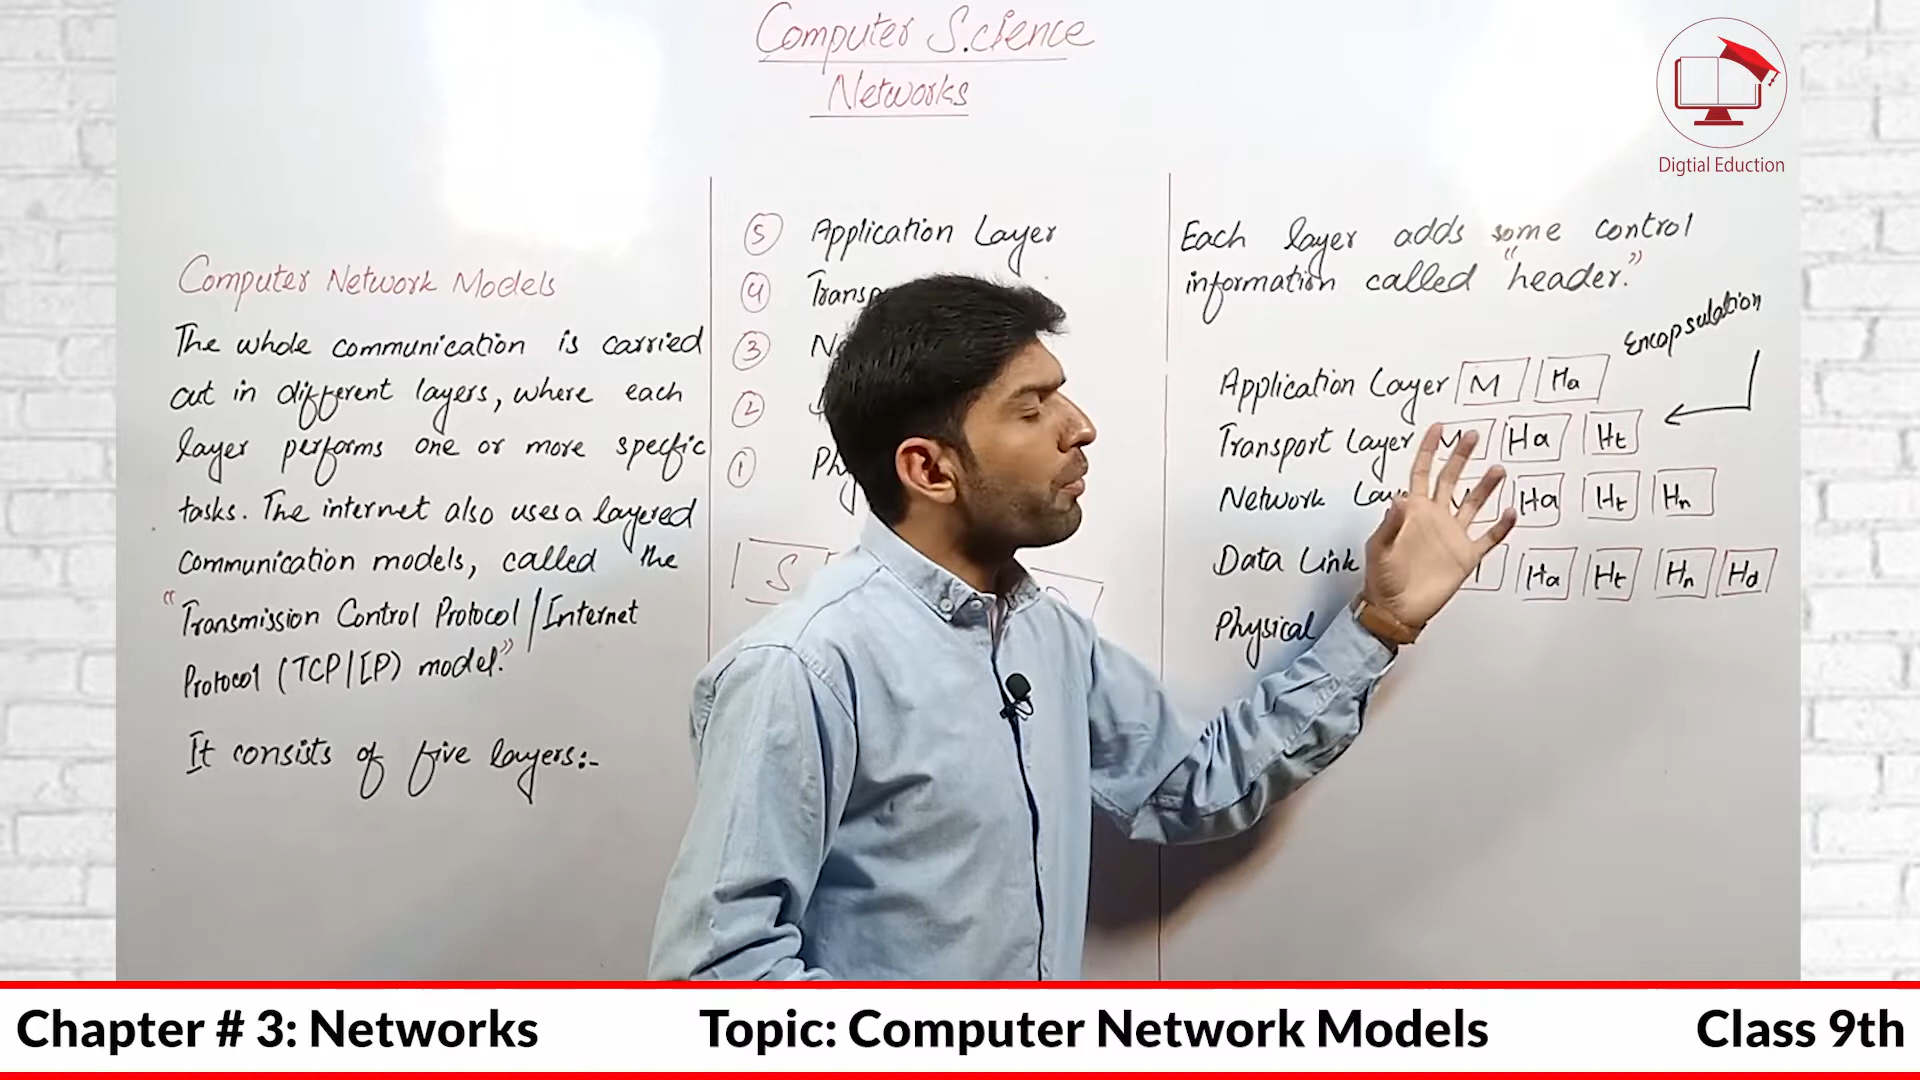 Computer Science
Networks
Digtial Eduction
Computer Network Models
The whole communication is carried
out in different layers, where each
layer performs one or more specific
tasks. The internet also uses a layered
communication models, called the
"Transmission Control Protocol/Internet
Protocol (TCP/IP) model."
It consists of five layers:-
5 Application Layer
4
3
2
1
S
Each layer adds some control
information called "header."
Encapsulation
Application Layer M Ha
Transport Layer M Ha Ht
Network Ha Ht Hn
Data Link Ha Ht Hn Hd
Physical
Chapter # 3: Networks
Topic: Computer Network Models
Class 9th